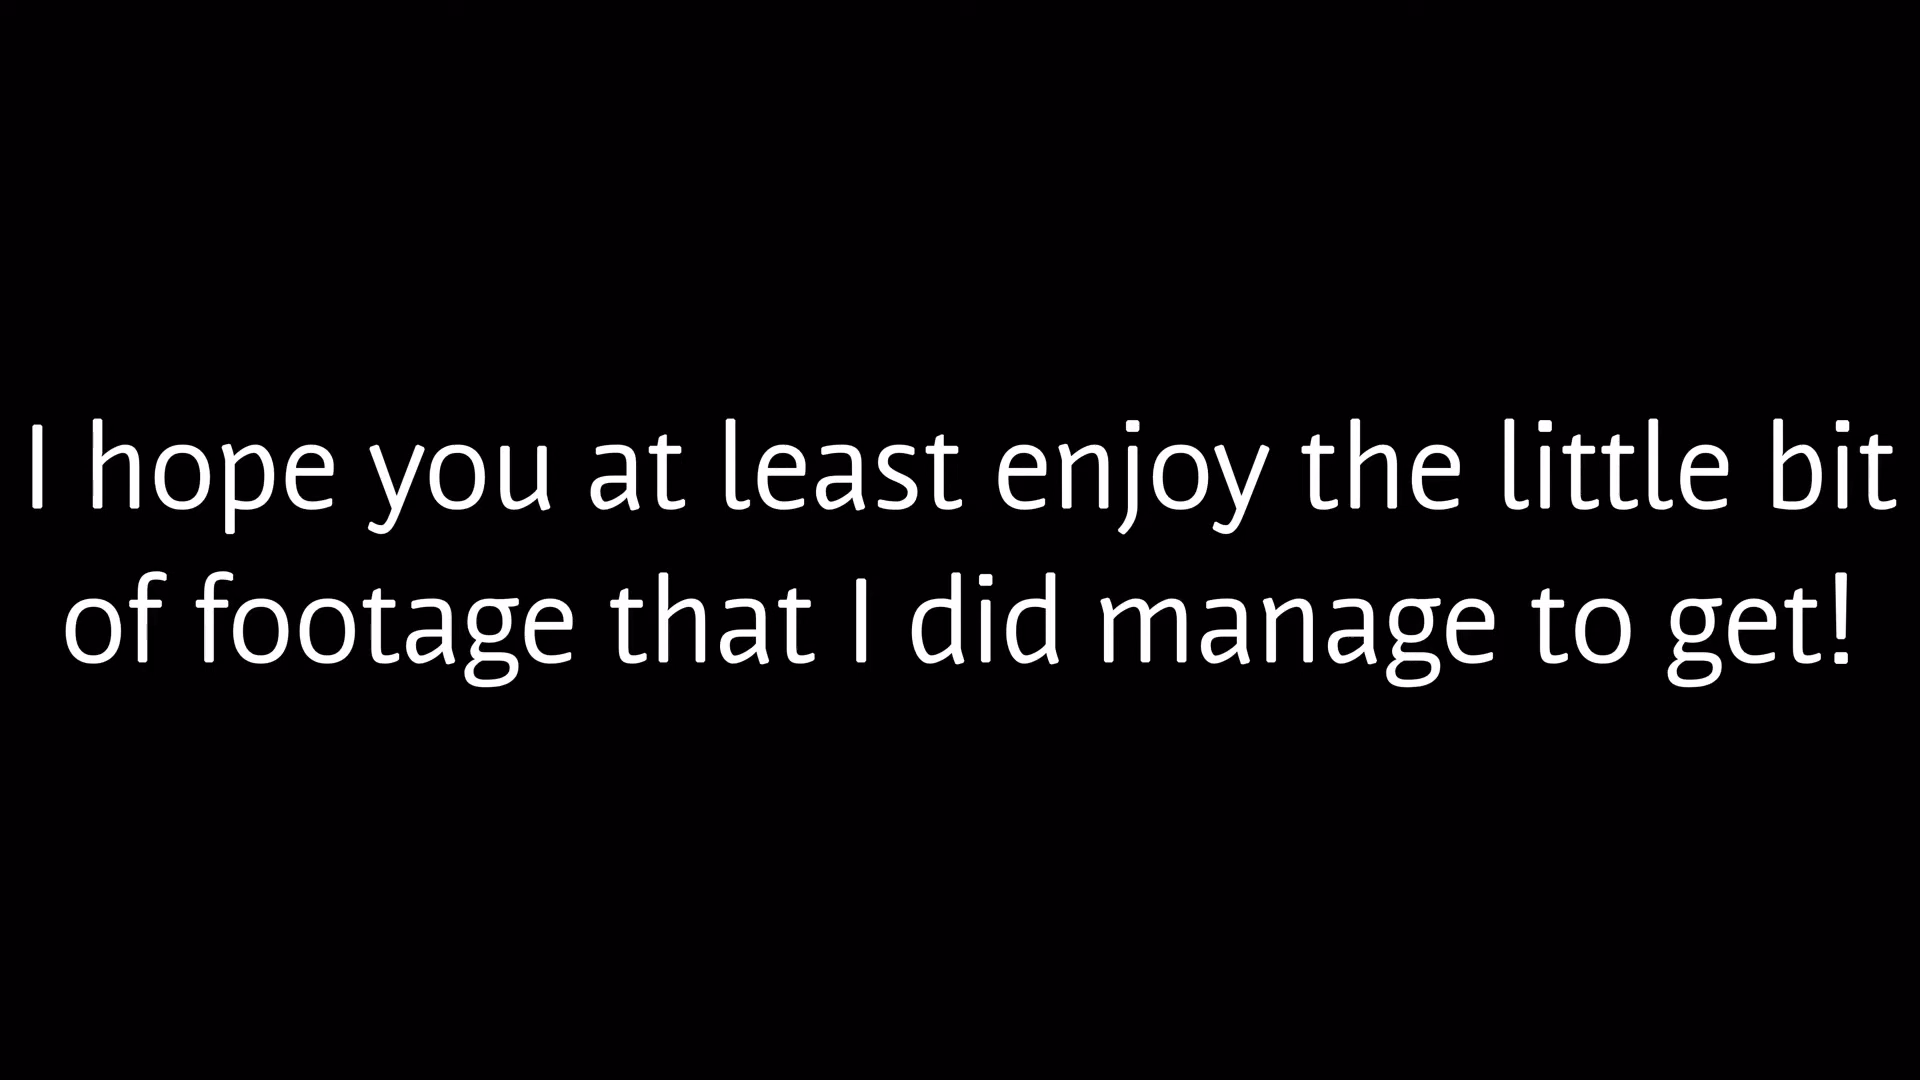 I hope you at least enjoy the little bit
of footage that I did manage to get!